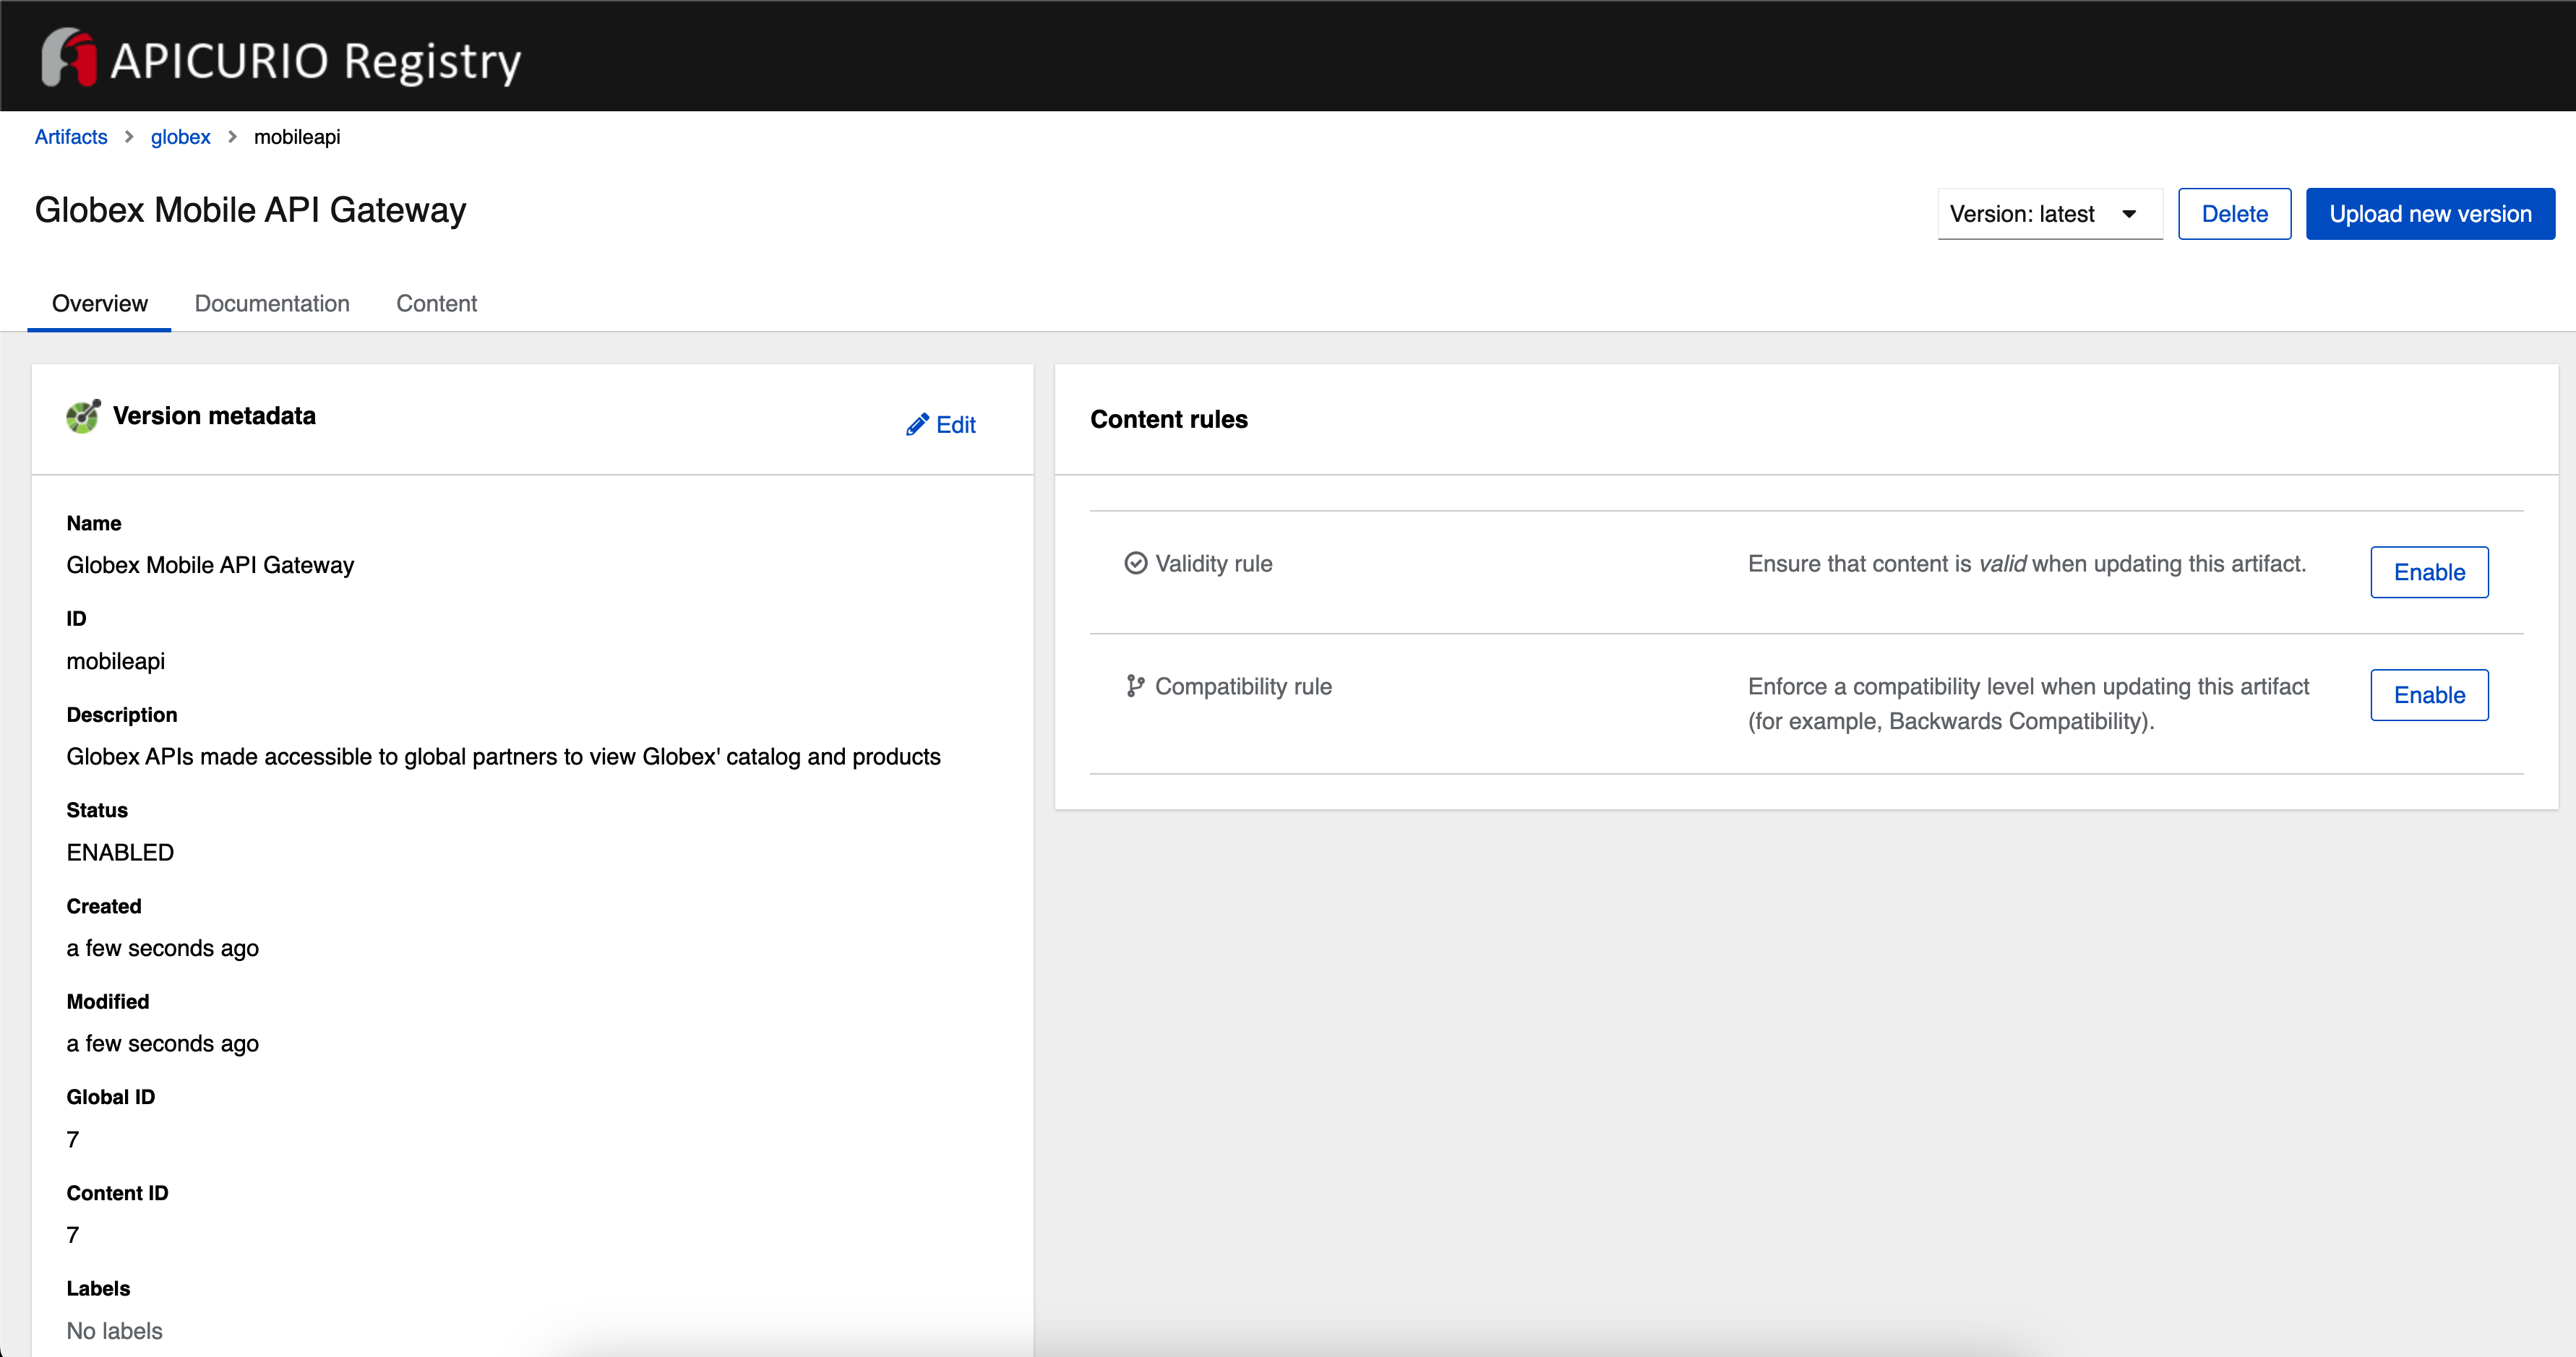 APICURIO Registry
Artifacts > globex > mobileapi
Globex Mobile API Gateway
Version: latest
Delete
Upload new version
Overview
Documentation
Content
Version metadata
Edit
Name
Globex Mobile API Gateway
ID
mobileapi
Description
Globex APIs made accessible to global partners to view Globex' catalog and products
Status
ENABLED
Created
a few seconds ago
Modified
a few seconds ago
Global ID
7
Content ID
7
Labels
No labels
Content rules
Validity rule
Ensure that content is valid when updating this artifact.
Enable
Compatibility rule
Enforce a compatibility level when updating this artifact
(for example, Backwards Compatibility).
Enable